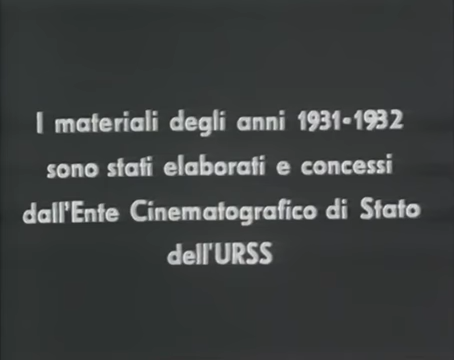 I materiali degli anni 1931-1932
sono stati elaborati e concessi
dall'Ente Cinematografico di Stato
dell'URSS